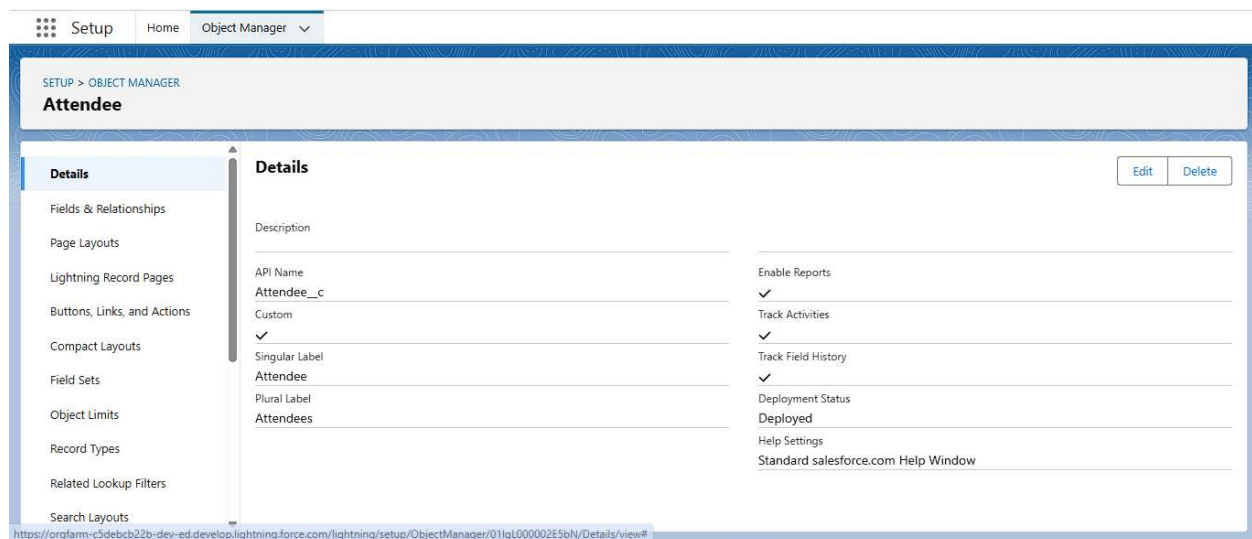 Setup Home Object Manager
SETUP > OBJECT MANAGER
Attendee
Details
Fields & Relationships
Page Layouts
Lightning Record Pages
Buttons, Links, and Actions
Compact Layouts
Field Sets
Object Limits
Record Types
Related Lookup Filters
Search Layouts
Details
Edit Delete
Description
API Name
Attendee__c
Custom
Singular Label
Attendee
Plural Label
Attendees
Enable Reports
Track Activities
Track Field History
Deployment Status
Deployed
Help Settings
Standard salesforce.com Help Window
https://orgfarm-c5debcb22b-dev-ed.develop.lightning.force.com/lightning/setup/ObjectManager/01IgL000002E5bN/Details/view#